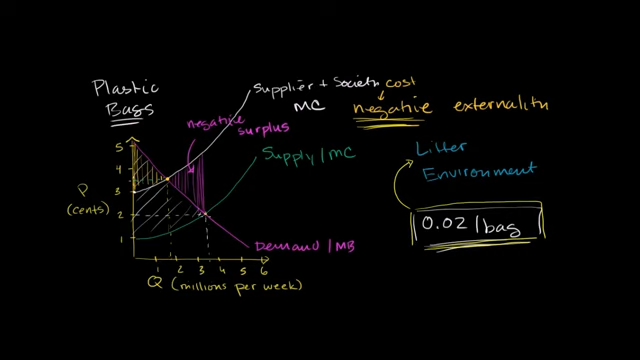 Plastic
Bags
Supplier + Society
MC
cost
negative externality
negative
surplus
Litter
Environment
Supply/MC
0.02/bag
Demand/MB
P
(cents)
5
4
3
2
1
1 2 3 4 5 6
Q (millions per week)